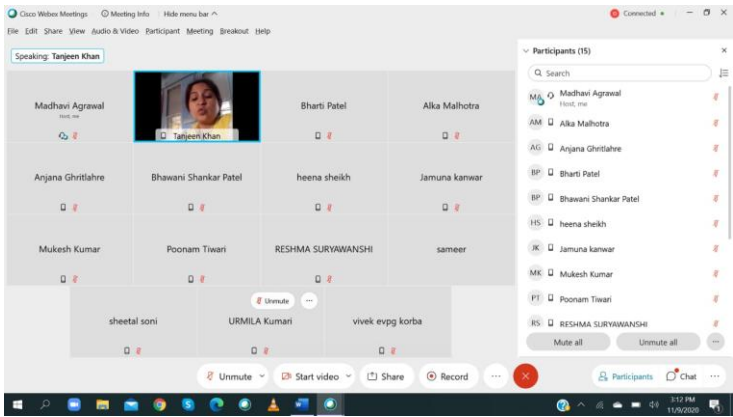 Cisco Webex Meetings Meeting Info Hide menu bar Connected
File Edit Share View Audio & Video Participant Meeting Breakout Help
Speaking: Tanjeen Khan
Madhavi Agrawal
Host, me
Tanjeen Khan
Bharti Patel
Alka Malhotra
Anjana Ghritlahre
Bhawani Shankar Patel
heena sheikh
Jamuna kanwar
Mukesh Kumar
Poonam Tiwari
RESHMA SURYAWANSHI
sameer
Unmute
sheetal soni
URMILA Kumari
vivek evpg korba
Participants (15)
Search
MA Madhavi Agrawal
Host, me
AM Alka Malhotra
AG Anjana Ghritlahre
BP Bharti Patel
BP Bhawani Shankar Patel
HS heena sheikh
JK Jamuna kanwar
MK Mukesh Kumar
PT Poonam Tiwari
RS RESHMA SURYAWANSHI
Mute all Unmute all
Unmute Start video Share Record Participants Chat
3:12 PM
11/9/2020